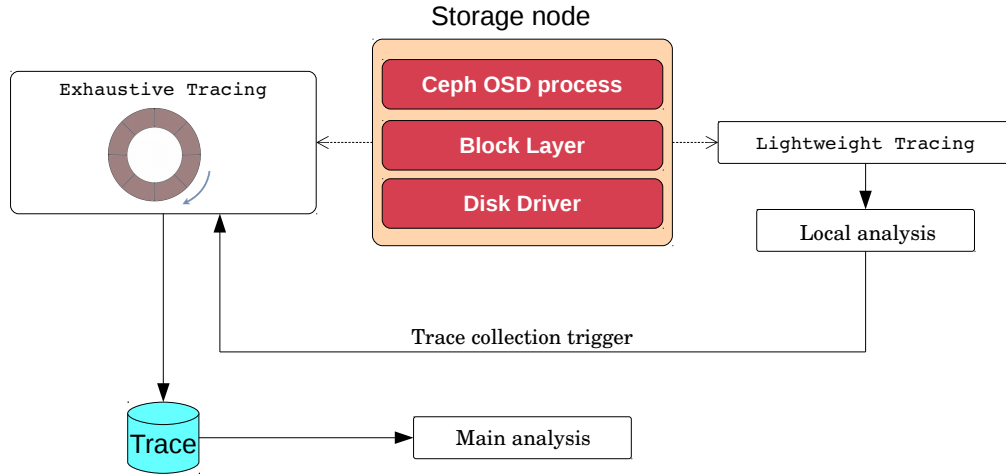 Storage node
Exhaustive Tracing
Ceph OSD process
Block Layer
Disk Driver
Lightweight Tracing
Local analysis
Trace collection trigger
Trace
Main analysis